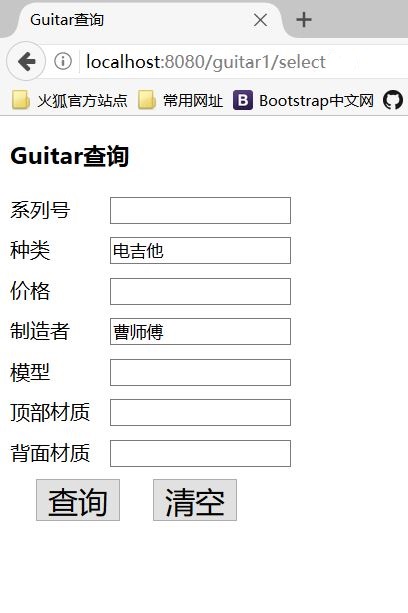 Guitar查询
localhost:8080/guitar1/select
火狐官方站点 常用网址 B Bootstrap中文网
Guitar查询
系列号
种类 电吉他
价格
制造者 曹师傅
模型
顶部材质
背面材质
查询 清空